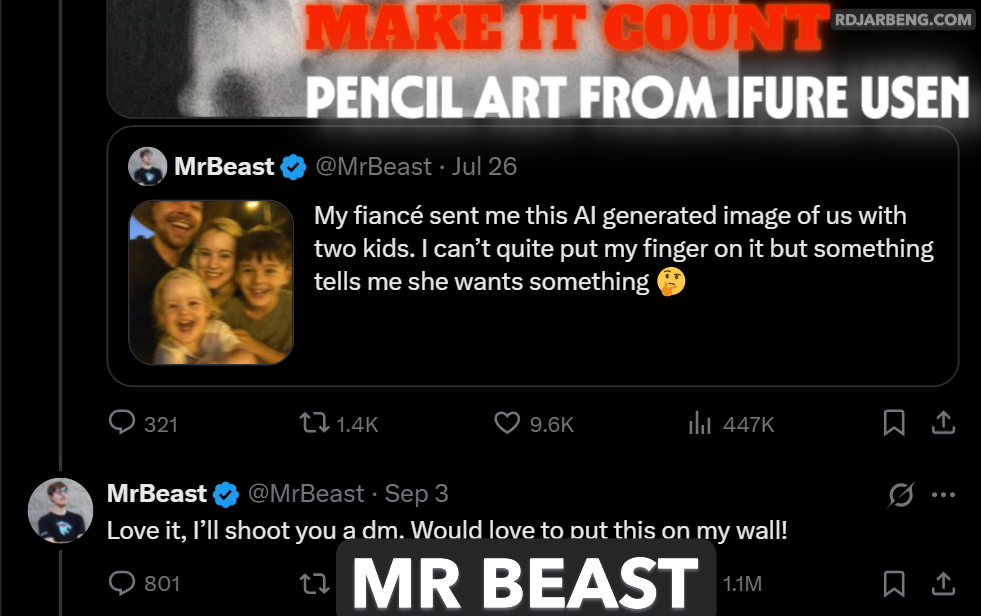 MAKE IT COUNT
RDJARBENG.COM
PENCIL ART FROM IFURE USEN
MrBeast @MrBeast · Jul 26
My fiancé sent me this AI generated image of us with
two kids. I can’t quite put my finger on it but something
tells me she wants something 🤔
321 1.4K 9.6K 447K
MrBeast @MrBeast · Sep 3
Love it, I’ll shoot you a dm. Would love to put this on my wall!
801 1.1M
MR BEAST